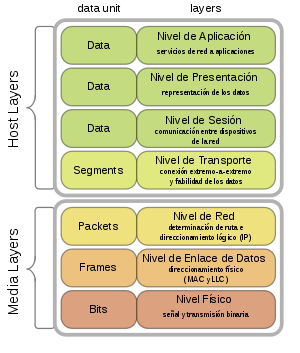 data unit
layers
Host Layers
Data
Nivel de Aplicación
servicios de red a aplicaciones
Data
Nivel de Presentación
representación de los datos
Data
Nivel de Sesión
comunicación entre dispositivos
de la red
Segments
Nivel de Transporte
conexión extremo-a-extremo
y fiabilidad de los datos
Media Layers
Packets
Nivel de Red
determinación de ruta e
direccionamiento lógico (IP)
Frames
Nivel de Enlace de Datos
direccionamiento físico
(MAC y LLC)
Bits
Nivel Físico
señal y transmisión binaria